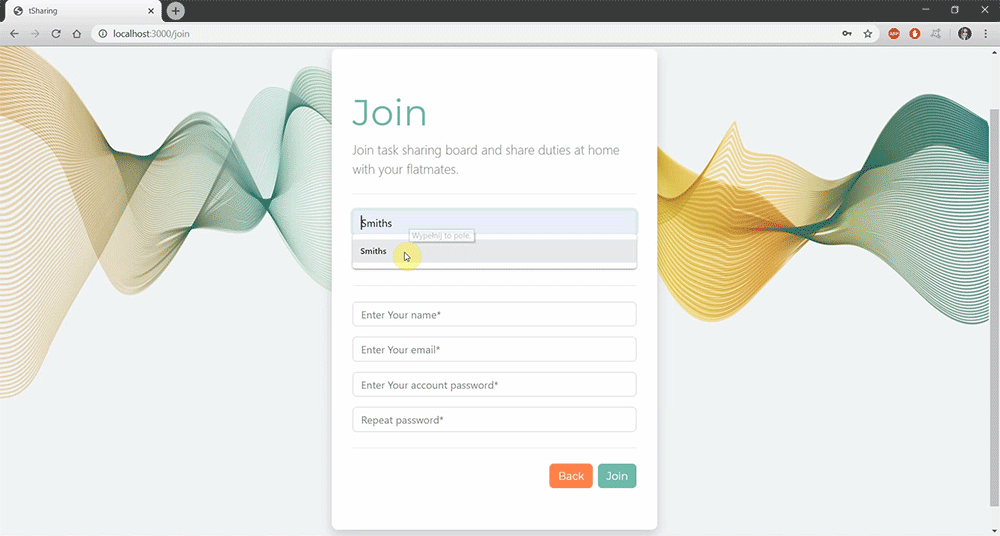 tSharing
localhost:3000/join
ABP
Join
Join task sharing board and share duties at home
with your flatmates.
Smiths
Wypełnij to pole.
Smiths
Enter Your name*
Enter Your email*
Enter Your account password*
Repeat password*
Back
Join